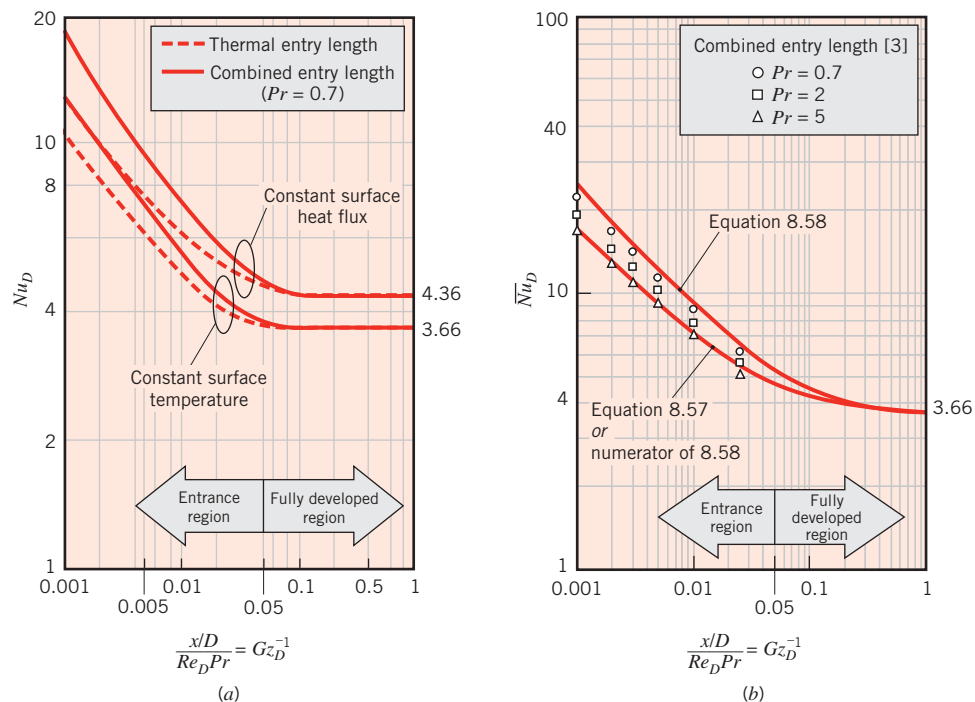 20
10
8
4
2
1
Nu_D
Thermal entry length
Combined entry length
(Pr = 0.7)
Constant surface
heat flux
4.36
3.66
Constant surface
temperature
Entrance
region
Fully developed
region
0.001
0.01
0.1
0.5
1
0.005
0.05
x/D
Re_D Pr
= Gz_D^-1
(a)
100
40
10
4
1
N̅u̅_D
Combined entry length [3]
Pr = 0.7
Pr = 2
Pr = 5
Equation 8.58
3.66
Equation 8.57
or
numerator of 8.58
Entrance
region
Fully
developed
region
0.001
0.01
0.1
1
0.05
x/D
Re_D Pr
= Gz_D^-1
(b)